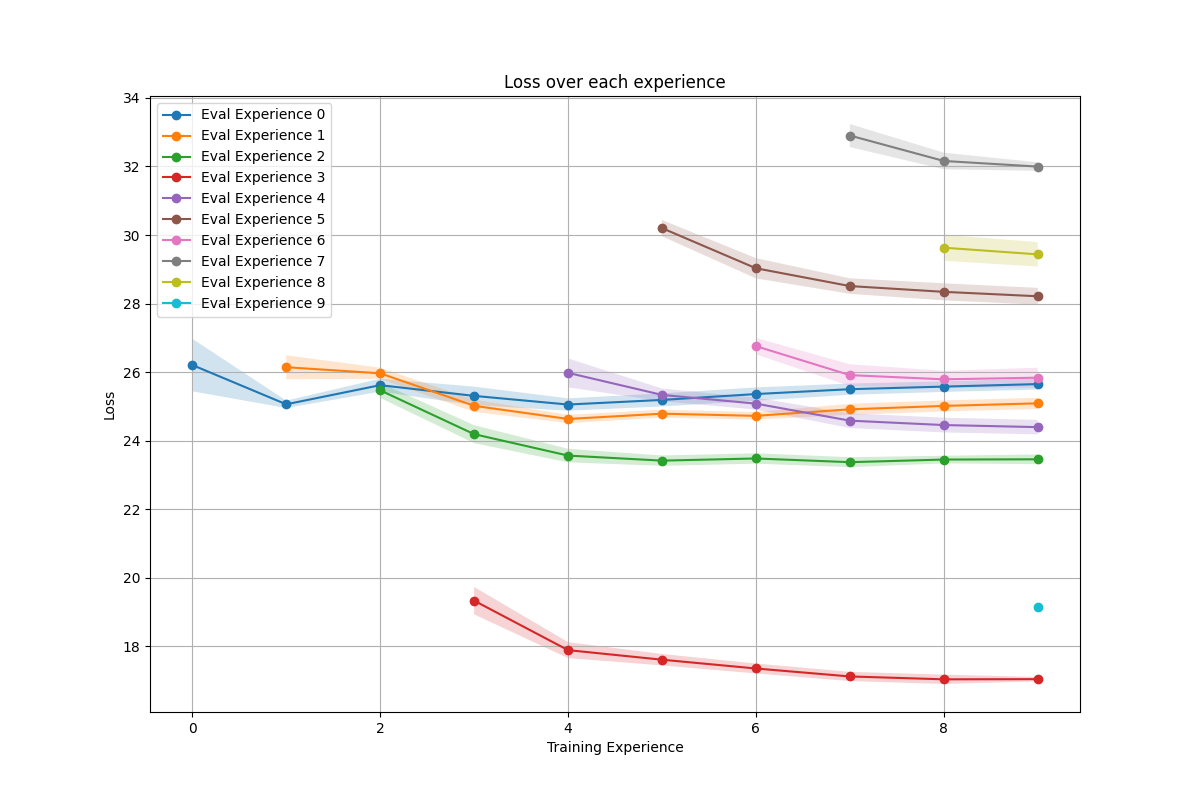 Loss over each experience
34
32
30
28
26
24
22
20
18
Loss
Eval Experience 0
Eval Experience 1
Eval Experience 2
Eval Experience 3
Eval Experience 4
Eval Experience 5
Eval Experience 6
Eval Experience 7
Eval Experience 8
Eval Experience 9
0 2 4 6 8
Training Experience